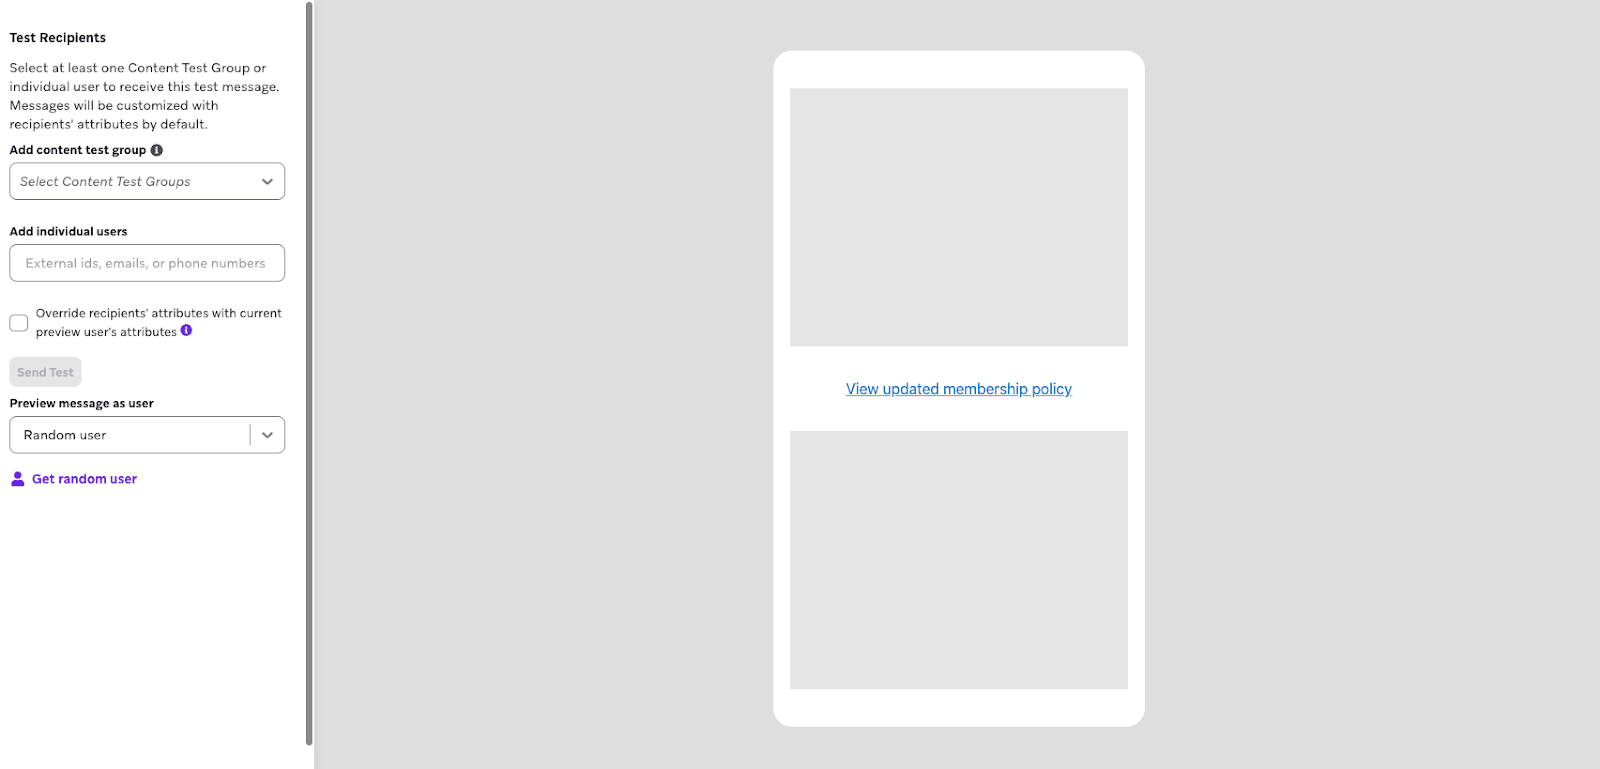 Test Recipients
Select at least one Content Test Group or
individual user to receive this test message.
Messages will be customized with
recipients' attributes by default.
Add content test group
Select Content Test Groups
Add individual users
External ids, emails, or phone numbers
Override recipients' attributes with current
preview user's attributes
Send Test
Preview message as user
Random user
Get random user
View updated membership policy